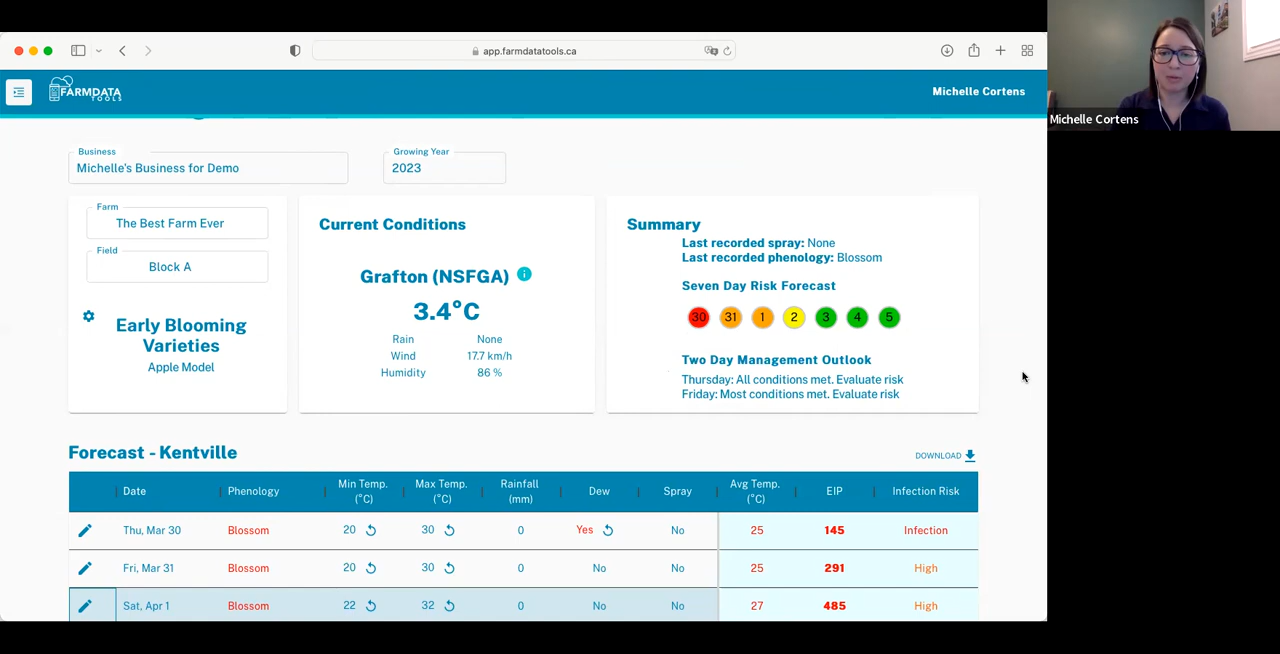 app.farmdatatools.ca
FARMDATA
TOOLS
Michelle Cortens
Michelle Cortens
Business
Michelle's Business for Demo
Growing Year
2023
Farm
The Best Farm Ever
Field
Block A
Early Blooming
Varieties
Apple Model
Current Conditions
Grafton (NSFGA)
3.4°C
Rain None
Wind 17.7 km/h
Humidity 86 %
Summary
Last recorded spray: None
Last recorded phenology: Blossom
Seven Day Risk Forecast
30 31 1 2 3 4 5
Two Day Management Outlook
Thursday: All conditions met. Evaluate risk
Friday: Most conditions met. Evaluate risk
Forecast - Kentville
DOWNLOAD
Date Phenology Min Temp. (°C) Max Temp. (°C) Rainfall (mm) Dew Spray Avg Temp. (°C) EIP Infection Risk
Thu, Mar 30 Blossom 20 30 0 Yes No 25 145 Infection
Fri, Mar 31 Blossom 20 30 0 No No 25 291 High
Sat, Apr 1 Blossom 22 32 0 No No 27 485 High